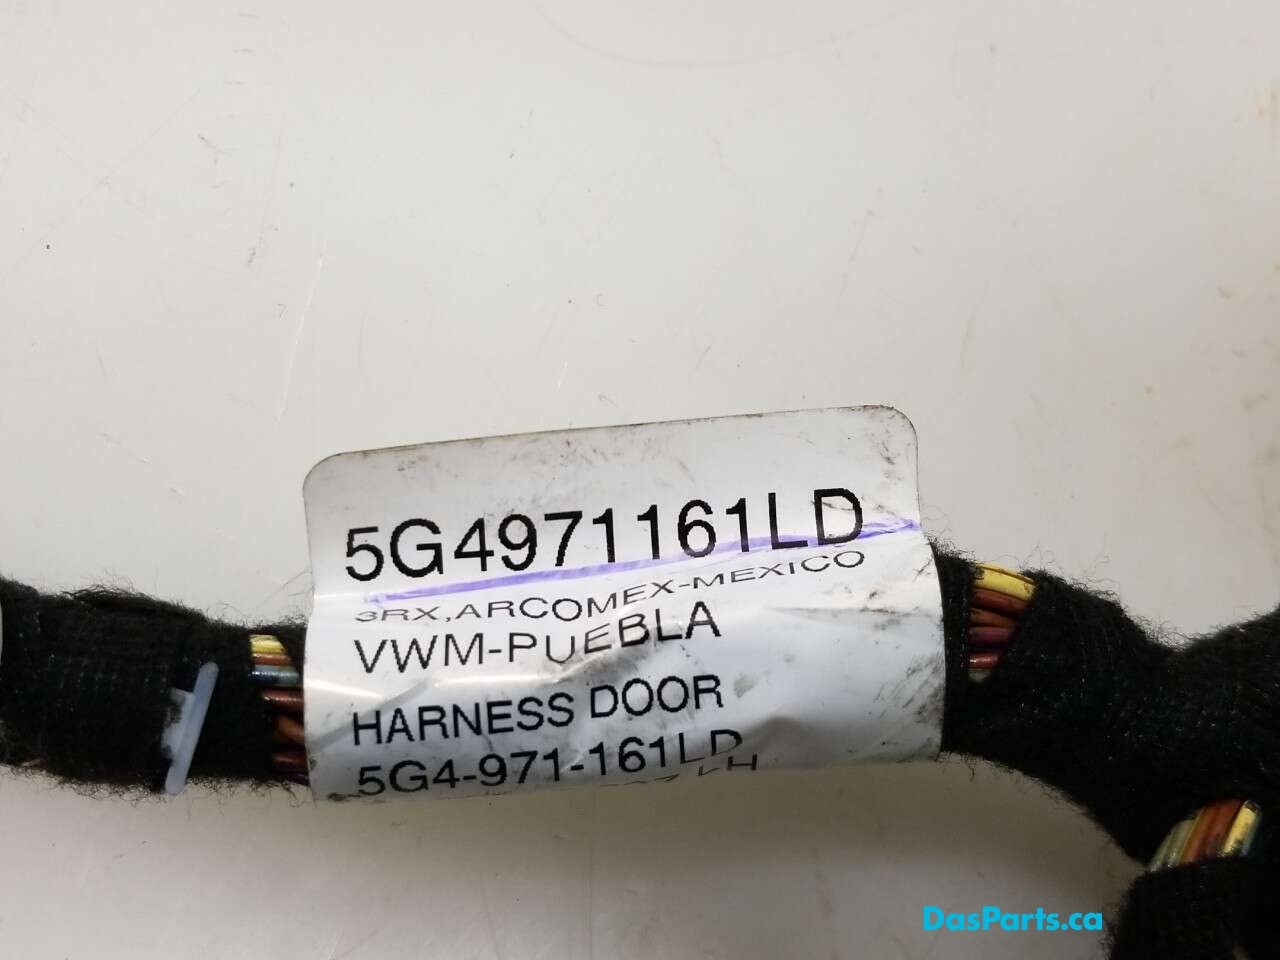 5G4971161LD
3RX,ARCOMEX-MEXICO
VWM-PUEBLA
HARNESS DOOR
5G4-971-161LD
DasParts.ca